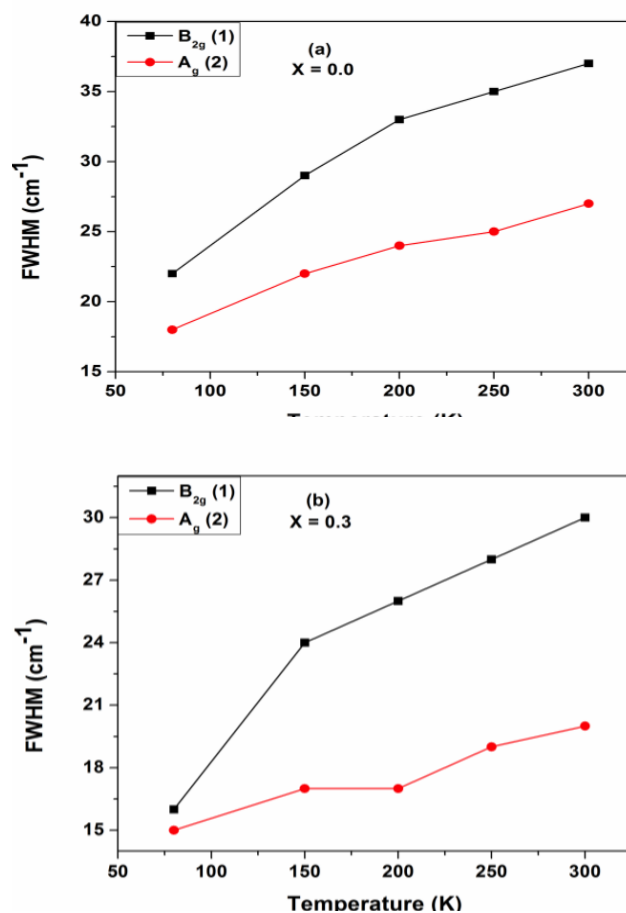 40
35
30
25
20
15
FWHM (cm⁻¹)
B₂g (1)
Ag (2)
(a)
X = 0.0
50
100
150
200
250
300
Temperature (K)
30
27
24
21
18
15
FWHM (cm⁻¹)
B₂g (1)
Ag (2)
(b)
X = 0.3
50
100
150
200
250
300
Temperature (K)